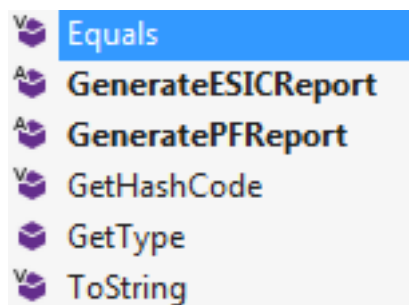 Equals
GenerateESICReport
GeneratePFReport
GetHashCode
GetType
ToString